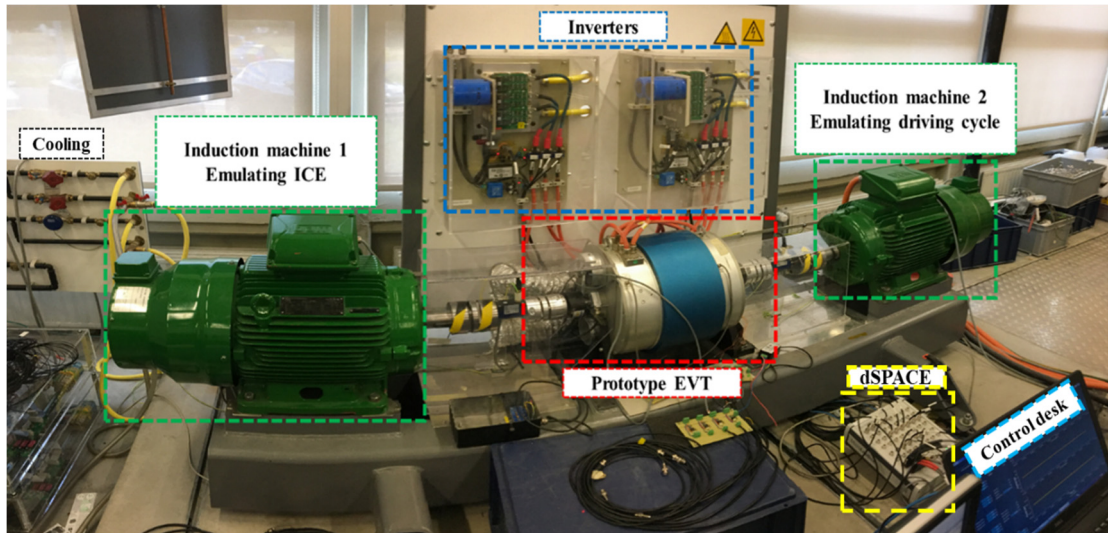 Inverters
Induction machine 2
Emulating driving cycle
Cooling
Induction machine 1
Emulating ICE
Prototype EVT
dSPACE
Control desk